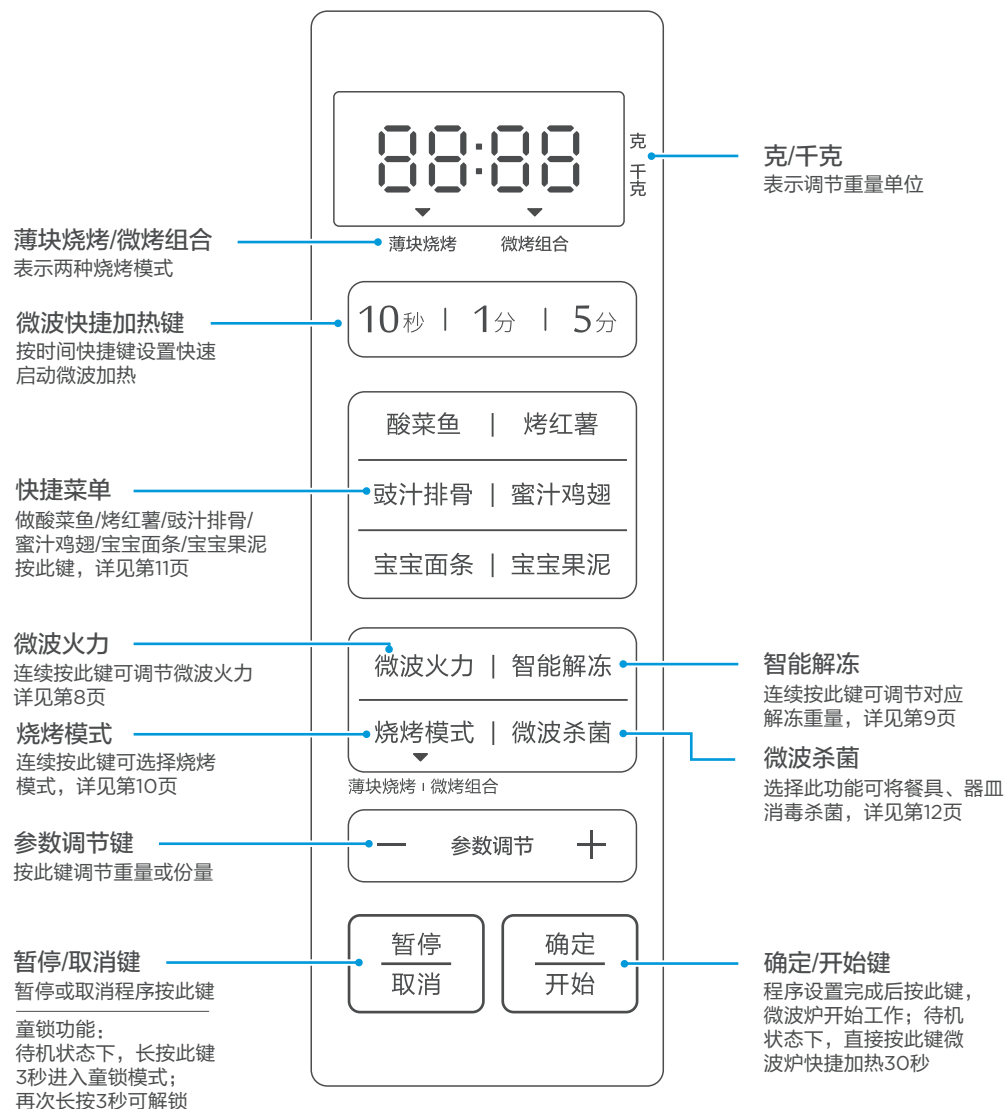 88:88
克
千克
克/千克
表示调节重量单位
薄块烧烤 微烤组合
薄块烧烤/微烤组合
表示两种烧烤模式
10秒 | 1分 | 5分
微波快捷加热键
按时间快捷键设置快速
启动微波加热
酸菜鱼 | 烤红薯
豉汁排骨 | 蜜汁鸡翅
宝宝面条 | 宝宝果泥
快捷菜单
做酸菜鱼/烤红薯/豉汁排骨/
蜜汁鸡翅/宝宝面条/宝宝果泥
按此键，详见第11页
微波火力 | 智能解冻
烧烤模式 | 微波杀菌
薄块烧烤 | 微烤组合
微波火力
连续按此键可调节微波火力
详见第8页
烧烤模式
连续按此键可选择烧烤
模式，详见第10页
智能解冻
连续按此键可调节对应
解冻重量，详见第9页
微波杀菌
选择此功能可将餐具、器皿
消毒杀菌，详见第12页
— 参数调节 +
参数调节键
按此键调节重量或份量
暂停
取消
确定
开始
暂停/取消键
暂停或取消程序按此键
童锁功能：
待机状态下，长按此键
3秒进入童锁模式；
再次长按3秒可解锁
确定/开始键
程序设置完成后按此键，
微波炉开始工作；待机
状态下，直接按此键微
波炉快捷加热30秒